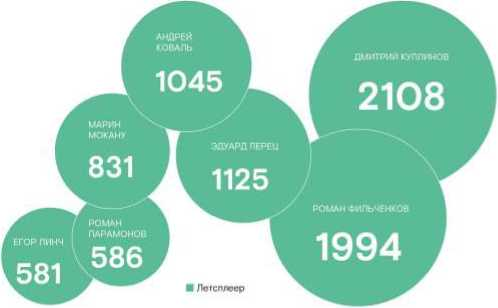 АНДРЕЙ
КОВАЛЬ
1045
ДМИТРИЙ КУПЛИНОВ
2108
МАРИН
МОКАНУ
831
ЭДУАРД ПЕРЕЦ
1125
РОМАН ФИЛЬЧЕНКОВ
1994
РОМАН
ПАРАМОНОВ
586
ЕГОР ЛИНЧ
581
Летсплеер